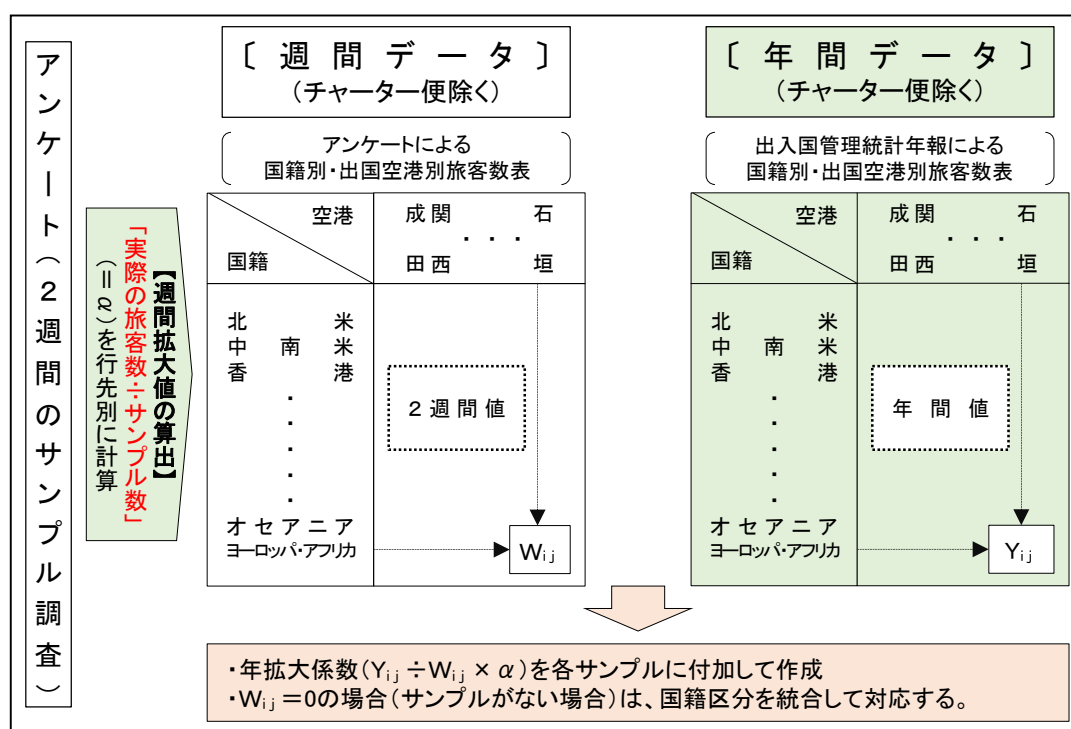 アンケート（２週間のサンプル調査）
【週間拡大値の算出】
「実際の旅客数÷サンプル数」
（＝α）を行先別に計算
〔週間データ〕
（チャーター便除く）
アンケートによる
国籍別・出国空港別旅客数表
空港
国籍
成関　石
・・・
田西　垣
北米
中南米
香港
・
・
・
・
・
オセアニア
ヨーロッパ・アフリカ
２週間値
Wij
〔年間データ〕
（チャーター便除く）
出入国管理統計年報による
国籍別・出国空港別旅客数表
空港
国籍
成関　石
・・・
田西　垣
北米
中南米
香港
・
・
・
・
・
オセアニア
ヨーロッパ・アフリカ
年間値
Yij
・年拡大係数（Yij÷Wij×α）を各サンプルに付加して作成
・Wij＝0の場合（サンプルがない場合）は、国籍区分を統合して対応する。